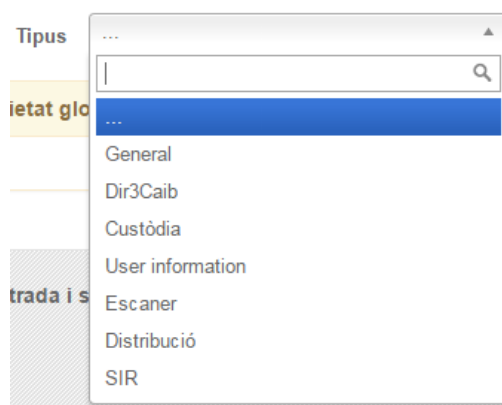 Tipus
...
ietat glo
...
General
Dir3Caib
Custòdia
User information
trada i s
Escaner
Distribució
SIR